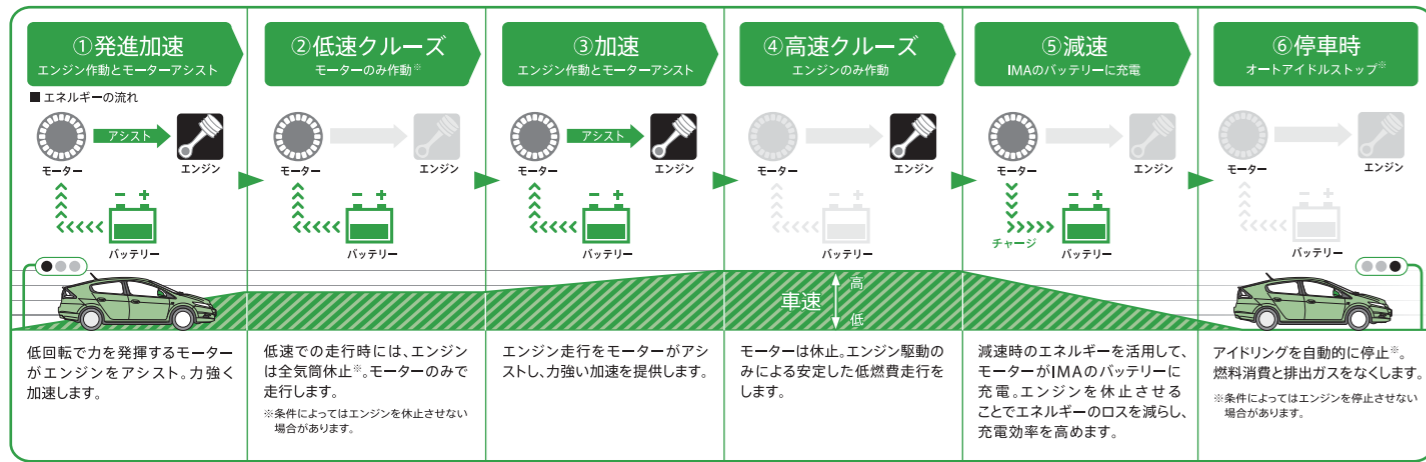 ①発進加速
エンジン作動とモーターアシスト
■エネルギーの流れ
アシスト
モーター
エンジン
− +
バッテリー
低回転で力を発揮するモーター
がエンジンをアシスト。力強く
加速します。
②低速クルーズ
モーターのみ作動※
モーター
エンジン
− +
バッテリー
低速での走行時には、エンジン
は全気筒休止※。モーターのみで
走行します。
※条件によってはエンジンを休止させない
場合があります。
③加速
エンジン作動とモーターアシスト
アシスト
モーター
エンジン
− +
バッテリー
エンジン走行をモーターがアシ
ストし、力強い加速を提供します。
④高速クルーズ
エンジンのみ作動
モーター
エンジン
− +
バッテリー
車速
高
低
モーターは休止。エンジン駆動の
みによる安定した低燃費走行を
します。
⑤減速
IMAのバッテリーに充電
モーター
エンジン
− +
チャージ
バッテリー
減速時のエネルギーを活用して、
モーターがIMAのバッテリーに
充電。エンジンを休止させる
ことでエネルギーのロスを減らし、
充電効率を高めます。
⑥停車時
オートアイドルストップ※
モーター
エンジン
− +
バッテリー
アイドリングを自動的に停止※。
燃料消費と排出ガスをなくします。
※条件によってはエンジンを停止させない
場合があります。